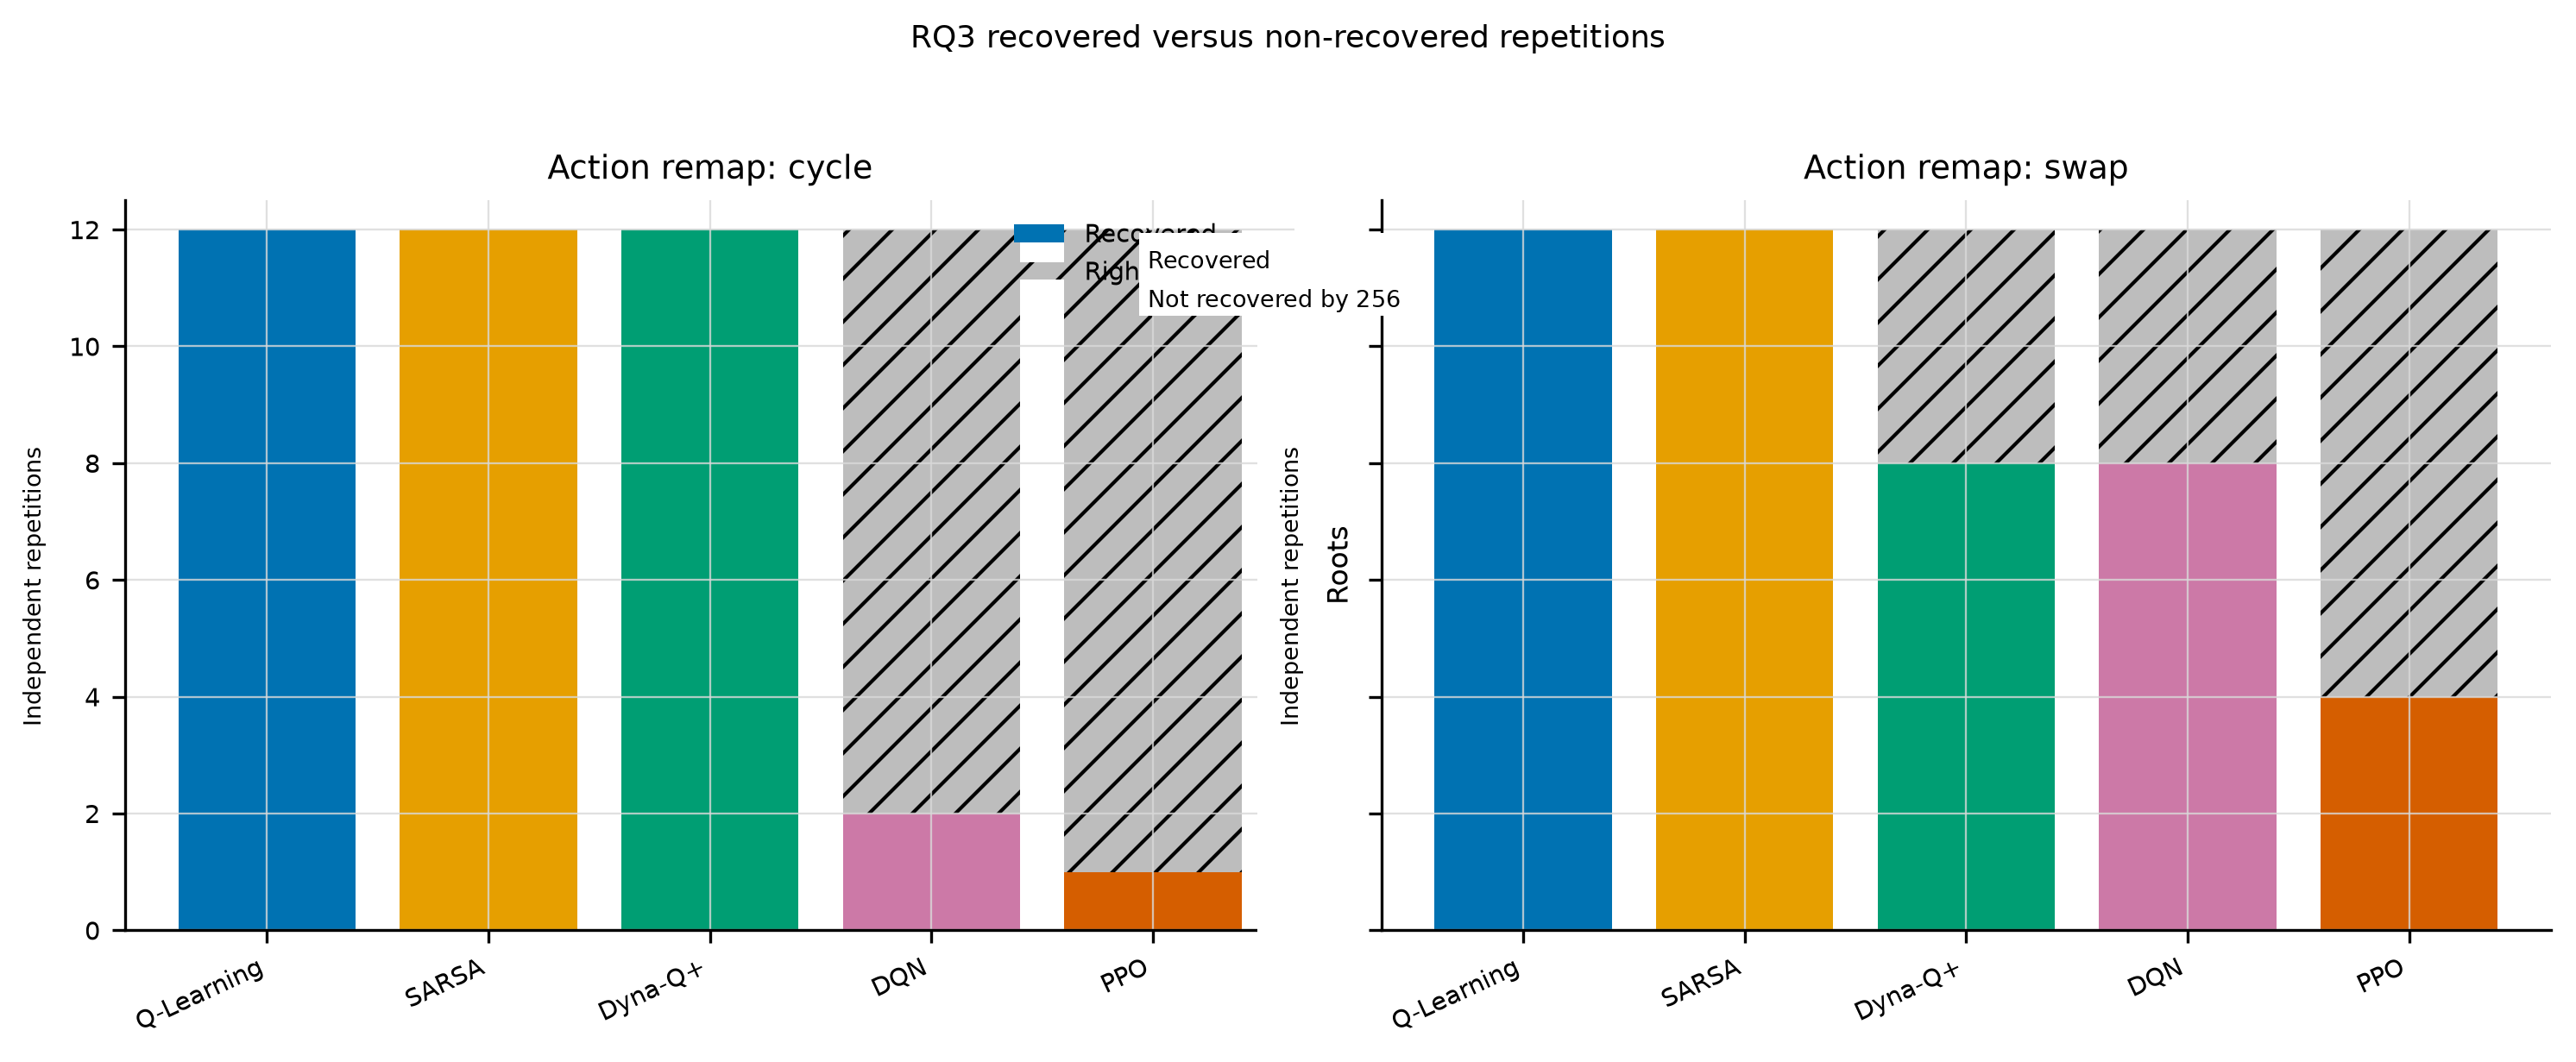 RQ3 recovered versus non-recovered repetitions
Action remap: cycle
12
10
8
6
4
2
0
Independent repetitions
Recovered
Righ
Recovered
Not recovered by 256
Q-Learning
SARSA
Dyna-Q+
DQN
PPO
Action remap: swap
Independent repetitions
Roots
Q-Learning
SARSA
Dyna-Q+
DQN
PPO